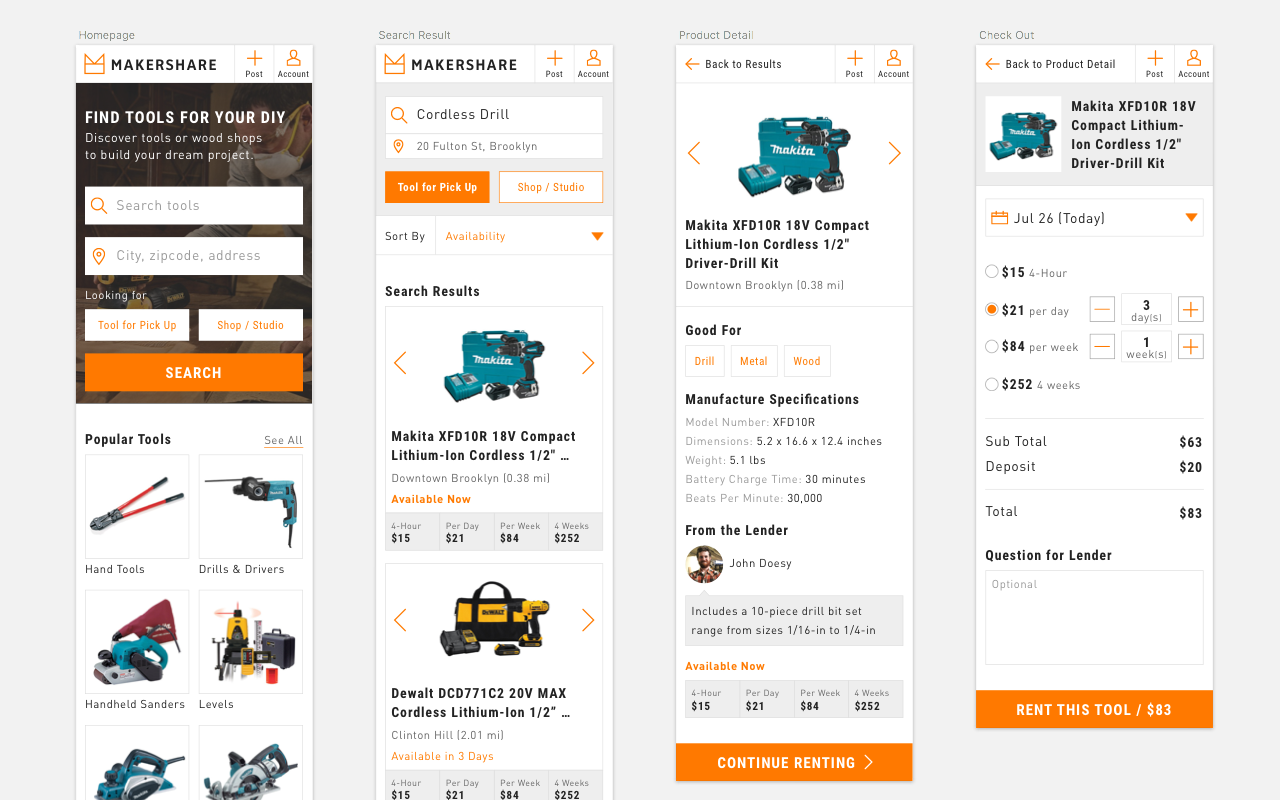 Homepage
MAKERSHARE
Post
Account
FIND TOOLS FOR YOUR DIY
Discover tools or wood shops
to build your dream project.
Search tools
City, zipcode, address
Looking for
Tool for Pick Up
Shop / Studio
SEARCH
Popular Tools
See All
Hand Tools
Drills & Drivers
Handheld Sanders
Levels
Search Result
MAKERSHARE
Post
Account
Cordless Drill
20 Fulton St, Brooklyn
Tool for Pick Up
Shop / Studio
Sort By
Availability
Search Results
makita
Makita XFD10R 18V Compact
Lithium-Ion Cordless 1/2" …
Downtown Brooklyn (0.38 mi)
Available Now
4-Hour Per Day Per Week 4 Weeks
$15 $21 $84 $252
DEWALT
Dewalt DCD771C2 20V MAX
Cordless Lithium-Ion 1/2” …
Clinton Hill (2.01 mi)
Available in 3 Days
4-Hour Per Day Per Week 4 Weeks
$15 $21 $84 $252
Product Detail
Back to Results
Post
Account
makita
Makita XFD10R 18V Compact
Lithium-Ion Cordless 1/2"
Driver-Drill Kit
Downtown Brooklyn (0.38 mi)
Good For
Drill
Metal
Wood
Manufacture Specifications
Model Number: XFD10R
Dimensions: 5.2 x 16.6 x 12.4 inches
Weight: 5.1 lbs
Battery Charge Time: 30 minutes
Beats Per Minute: 30,000
From the Lender
John Doesy
Includes a 10-piece drill bit set
range from sizes 1/16-in to 1/4-in
Available Now
4-Hour Per Day Per Week 4 Weeks
$15 $21 $84 $252
CONTINUE RENTING
Check Out
Back to Product Detail
Post
Account
makita
Makita XFD10R 18V
Compact Lithium-
Ion Cordless 1/2"
Driver-Drill Kit
Jul 26 (Today)
$15 4-Hour
$21 per day
3
day(s)
$84 per week
1
week(s)
$252 4 weeks
Sub Total $63
Deposit $20
Total $83
Question for Lender
Optional
RENT THIS TOOL / $83